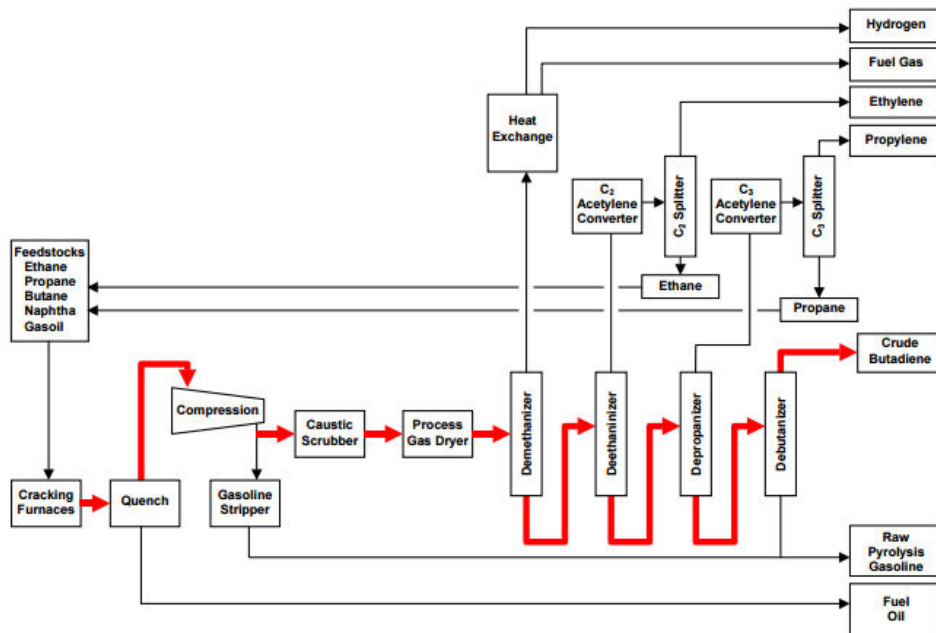 Hydrogen
Fuel Gas
Ethylene
Propylene
Heat
Exchange
C₂
Acetylene
Converter
C₂ Splitter
C₃
Acetylene
Converter
C₃ Splitter
Feedstocks
Ethane
Propane
Butane
Naphtha
Gasoil
Ethane
Propane
Crude
Butadiene
Compression
Caustic
Scrubber
Process
Gas Dryer
Demethanizer
Deethaninizer
Depropanizer
Debutanizer
Cracking
Furnaces
Quench
Gasoline
Stripper
Raw
Pyrolysis
Gasoline
Fuel
Oil